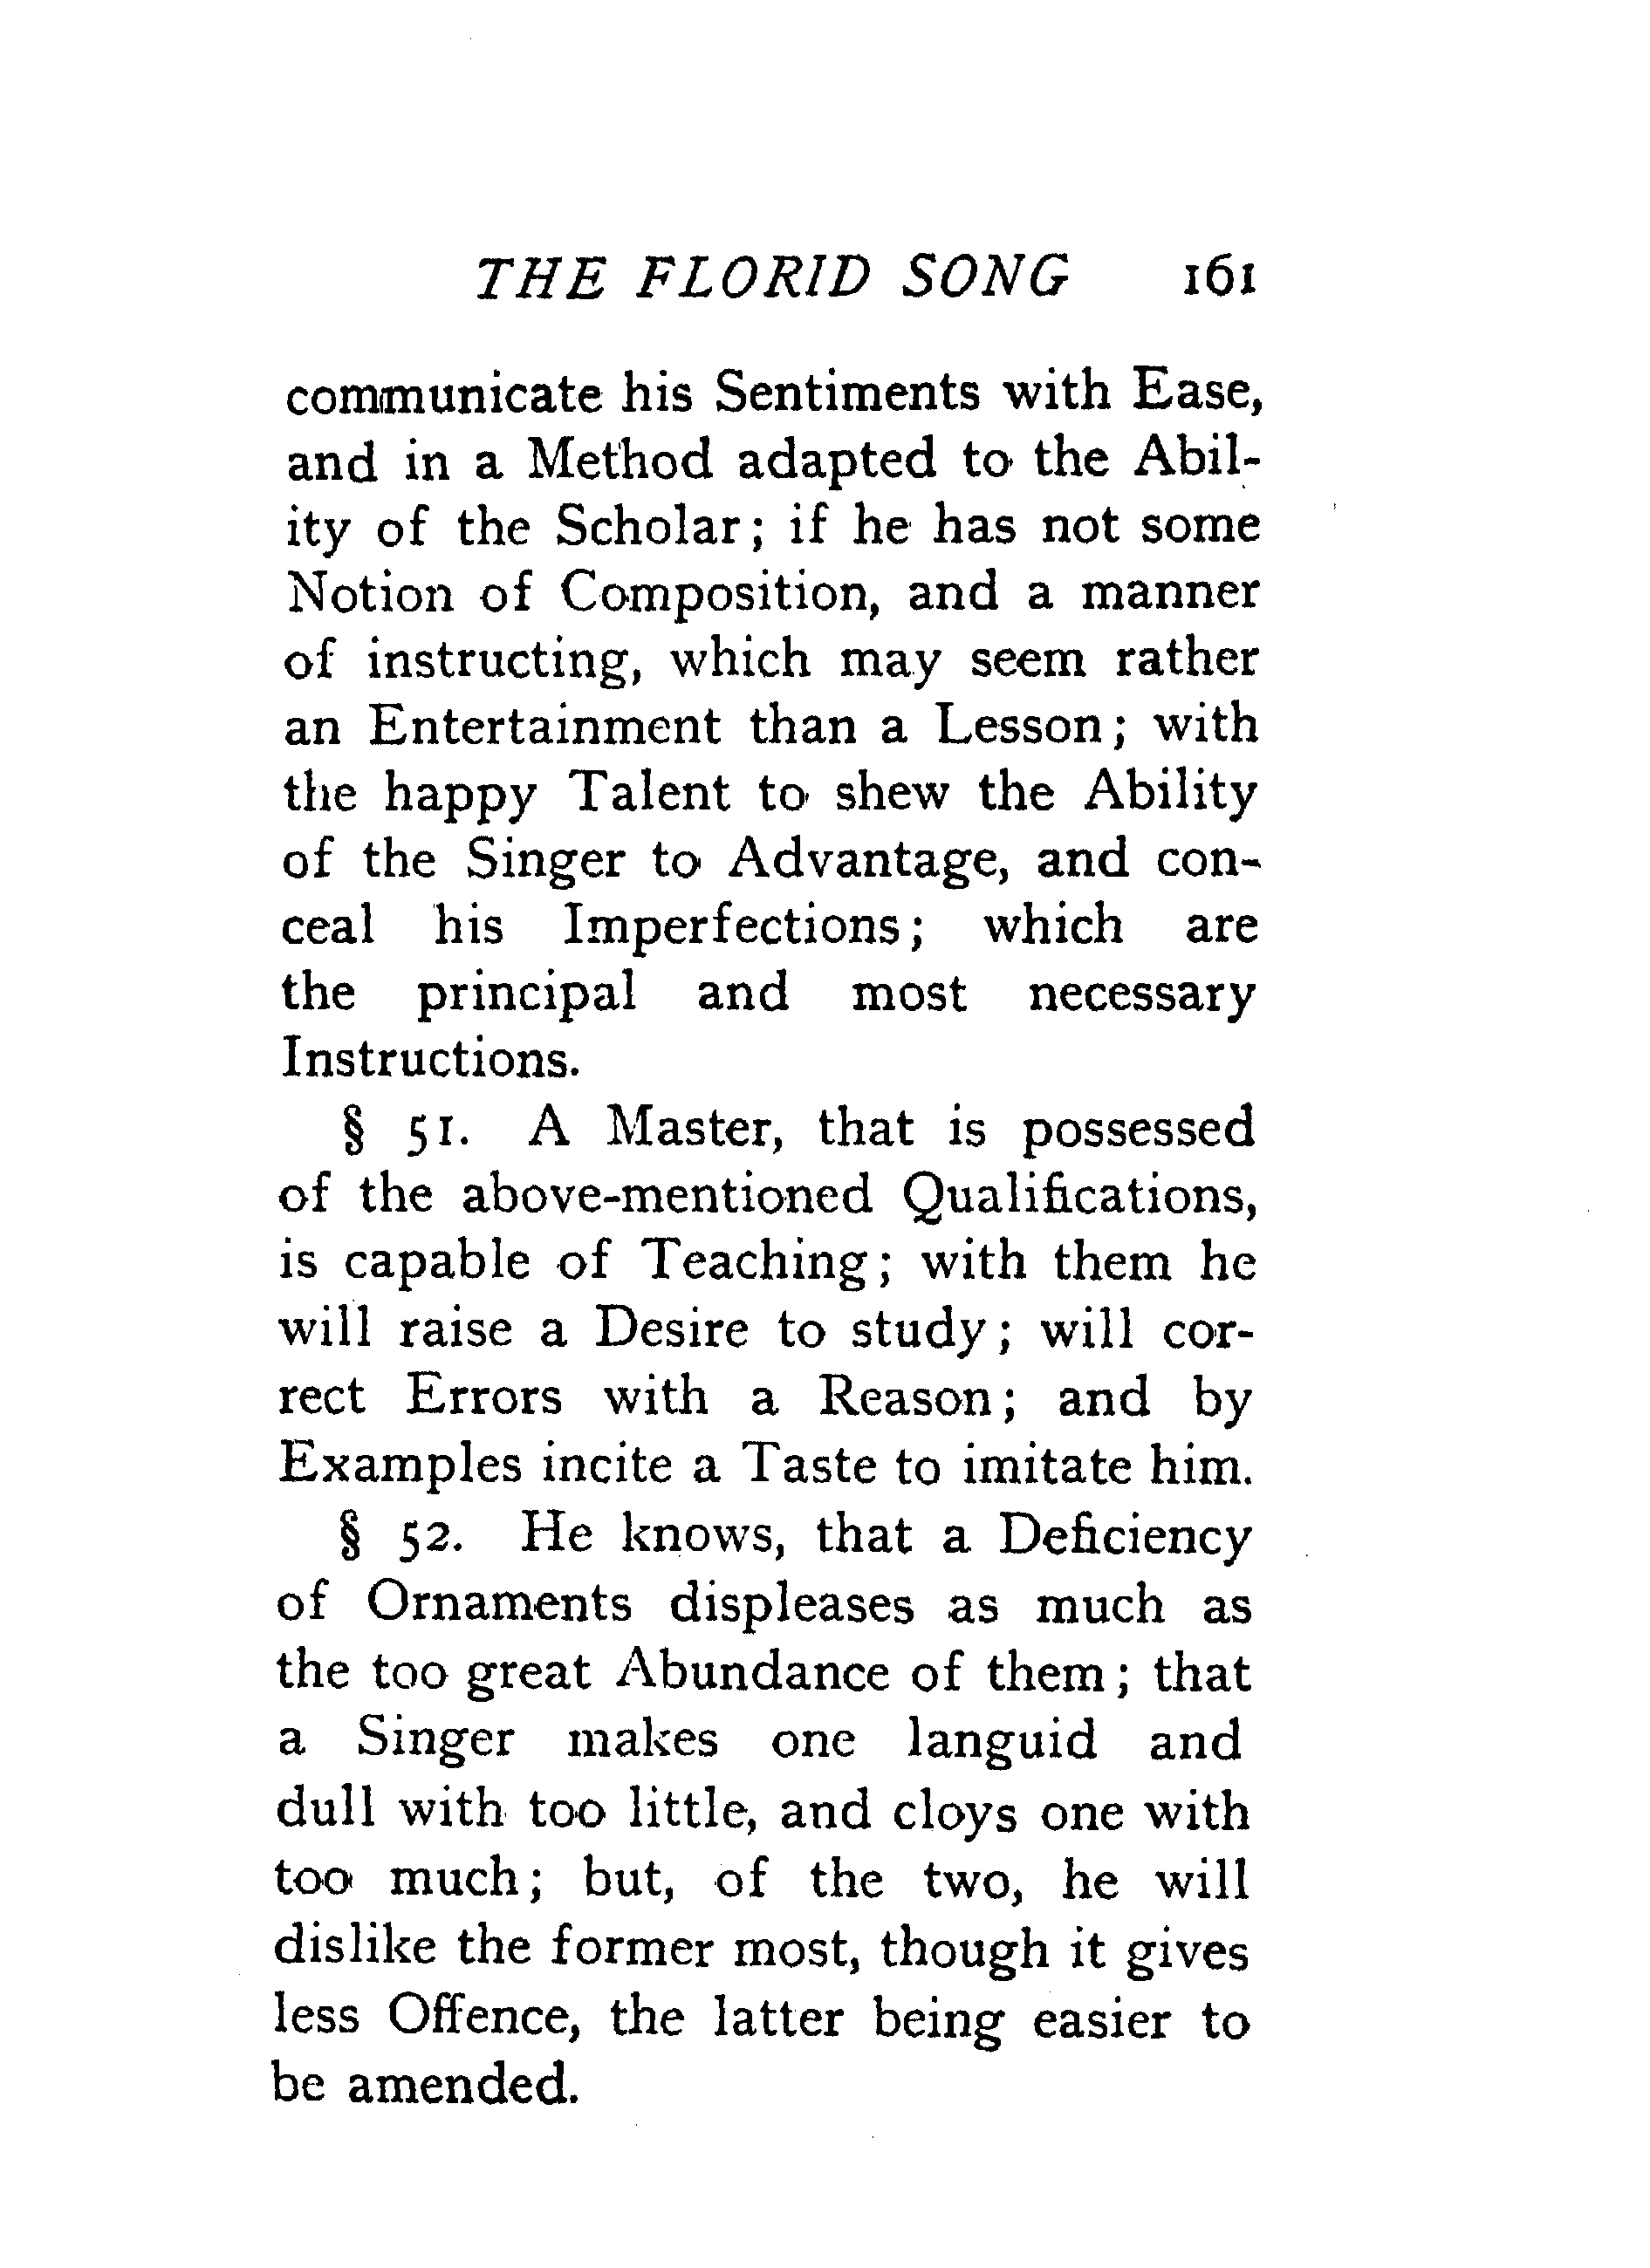 THE FLORID SONG 161
communicate his Sentiments with Ease,
and in a Method adapted to the Abil-
ity of the Scholar; if he has not some
Notion of Composition, and a manner
of instructing, which may seem rather
an Entertainment than a Lesson; with
the happy Talent to shew the Ability
of the Singer to Advantage, and con-
ceal his Imperfections; which are
the principal and most necessary
Instructions.
§ 51. A Master, that is possessed
of the above-mentioned Qualifications,
is capable of Teaching; with them he
will raise a Desire to study; will cor-
rect Errors with a Reason; and by
Examples incite a Taste to imitate him.
§ 52. He knows, that a Deficiency
of Ornaments displeases as much as
the too great Abundance of them; that
a Singer makes one languid and
dull with too little, and cloys one with
too much; but, of the two, he will
dislike the former most, though it gives
less Offence, the latter being easier to
be amended.